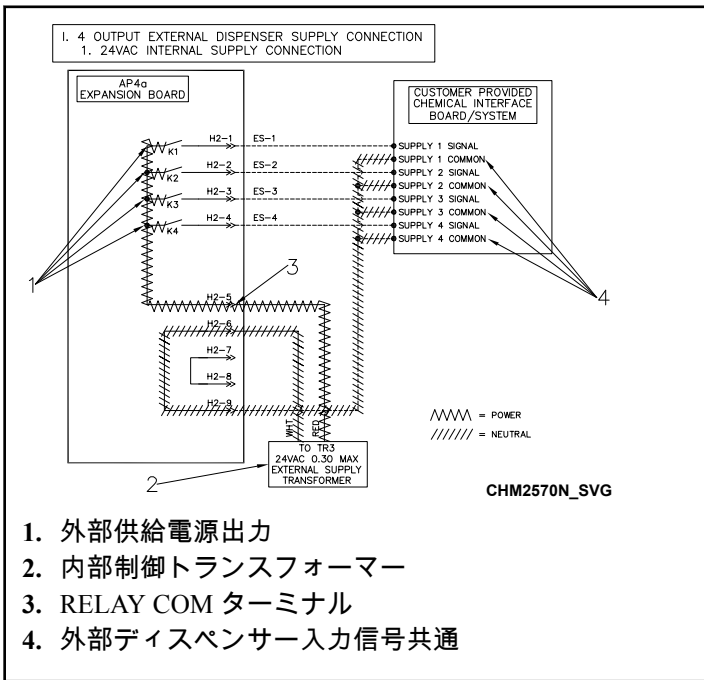 I. 4 OUTPUT EXTERNAL DISPENSER SUPPLY CONNECTION
1. 24VAC INTERNAL SUPPLY CONNECTION
AP4a
EXPANSION BOARD
CUSTOMER PROVIDED
CHEMICAL INTERFACE
BOARD/SYSTEM
K1 H2-1 ES-1 SUPPLY 1 SIGNAL
SUPPLY 1 COMMON
K2 H2-2 ES-2 SUPPLY 2 SIGNAL
SUPPLY 2 COMMON
K3 H2-3 ES-3 SUPPLY 3 SIGNAL
SUPPLY 3 COMMON
K4 H2-4 ES-4 SUPPLY 4 SIGNAL
SUPPLY 4 COMMON
1
3
4
H2-5
H2-6
H2-7
H2-8
H2-9
WHT
RED
= POWER
= NEUTRAL
TO TR3
24VAC 0.30 MAX
EXTERNAL SUPPLY
TRANSFORMER
2
CHM2570N_SVG
1. 外部供給電源出力
2. 内部制御トランスフォーマー
3. RELAY COM ターミナル
4. 外部ディスペンサー入力信号共通